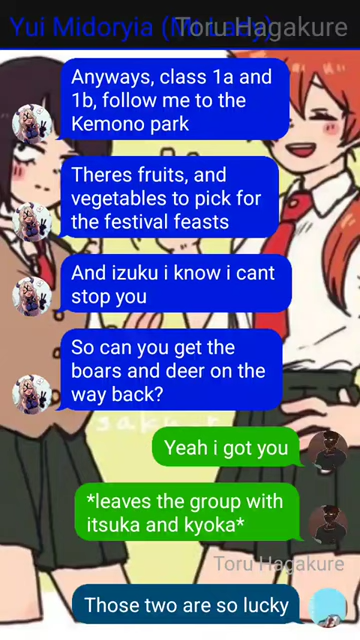 Yui Midoryia (
Toru Hagakure
Anyways, class 1a and
1b, follow me to the
Kemono park
Theres fruits, and
vegetables to pick for
the festival feasts
And izuku i know i cant
stop you
So can you get the
boars and deer on the
way back?
Yeah i got you
*leaves the group with
itsuka and kyoka*
Toru Hagakure
Those two are so lucky